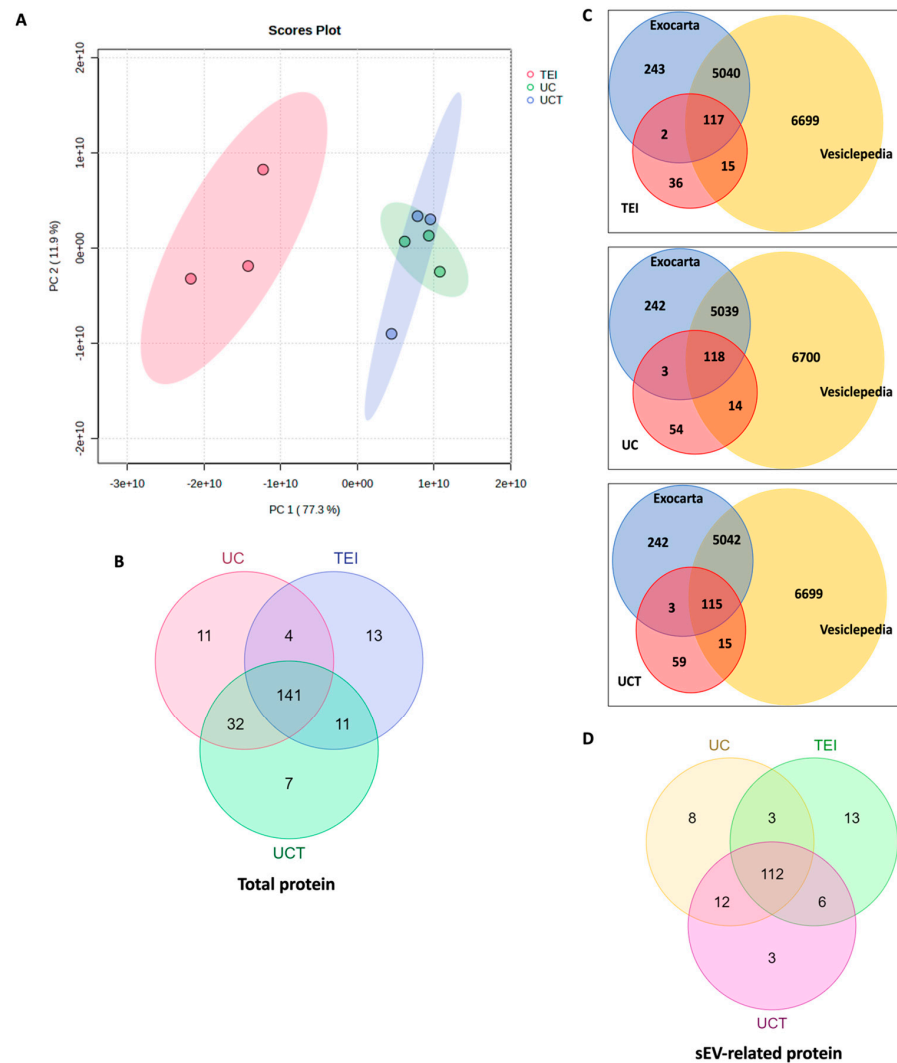 A
Scores Plot
TEI
UC
UCT
2e+10
1e+10
0e+00
-1e+10
-2e+10
PC 2 ( 11.9 %)
-3e+10 -2e+10 -1e+10 0e+00 1e+10 2e+10
PC 1 ( 77.3 %)
B
UC TEI
11 4 13
141
32 11
7
UCT
Total protein
C
Exocarta
243 5040
2 117 6699
Vesiclepedia
36 15
TEI
Exocarta
242 5039
3 118 6700
Vesiclepedia
54 14
UC
Exocarta
242 5042
3 115 6699
Vesiclepedia
59 15
UCT
D
UC TEI
8 3 13
112
12 6
3
UCT
sEV-related protein